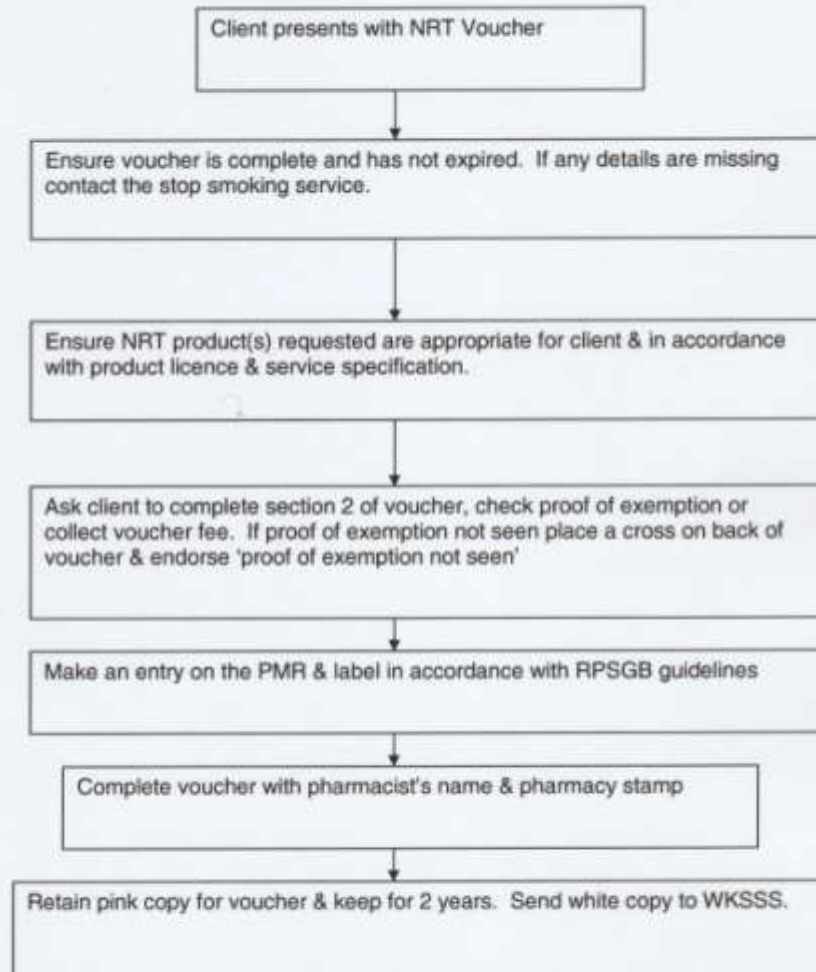 Client presents with NRT Voucher
Ensure voucher is complete and has not expired.  If any details are missing
contact the stop smoking service.
Ensure NRT product(s) requested are appropriate for client & in accordance
with product licence & service specification.
Ask client to complete section 2 of voucher, check proof of exemption or
collect voucher fee.  If proof of exemption not seen place a cross on back of
voucher & endorse 'proof of exemption not seen'
Make an entry on the PMR & label in accordance with RPSGB guidelines
Complete voucher with pharmacist's name & pharmacy stamp
Retain pink copy for voucher & keep for 2 years.  Send white copy to WKSSS.